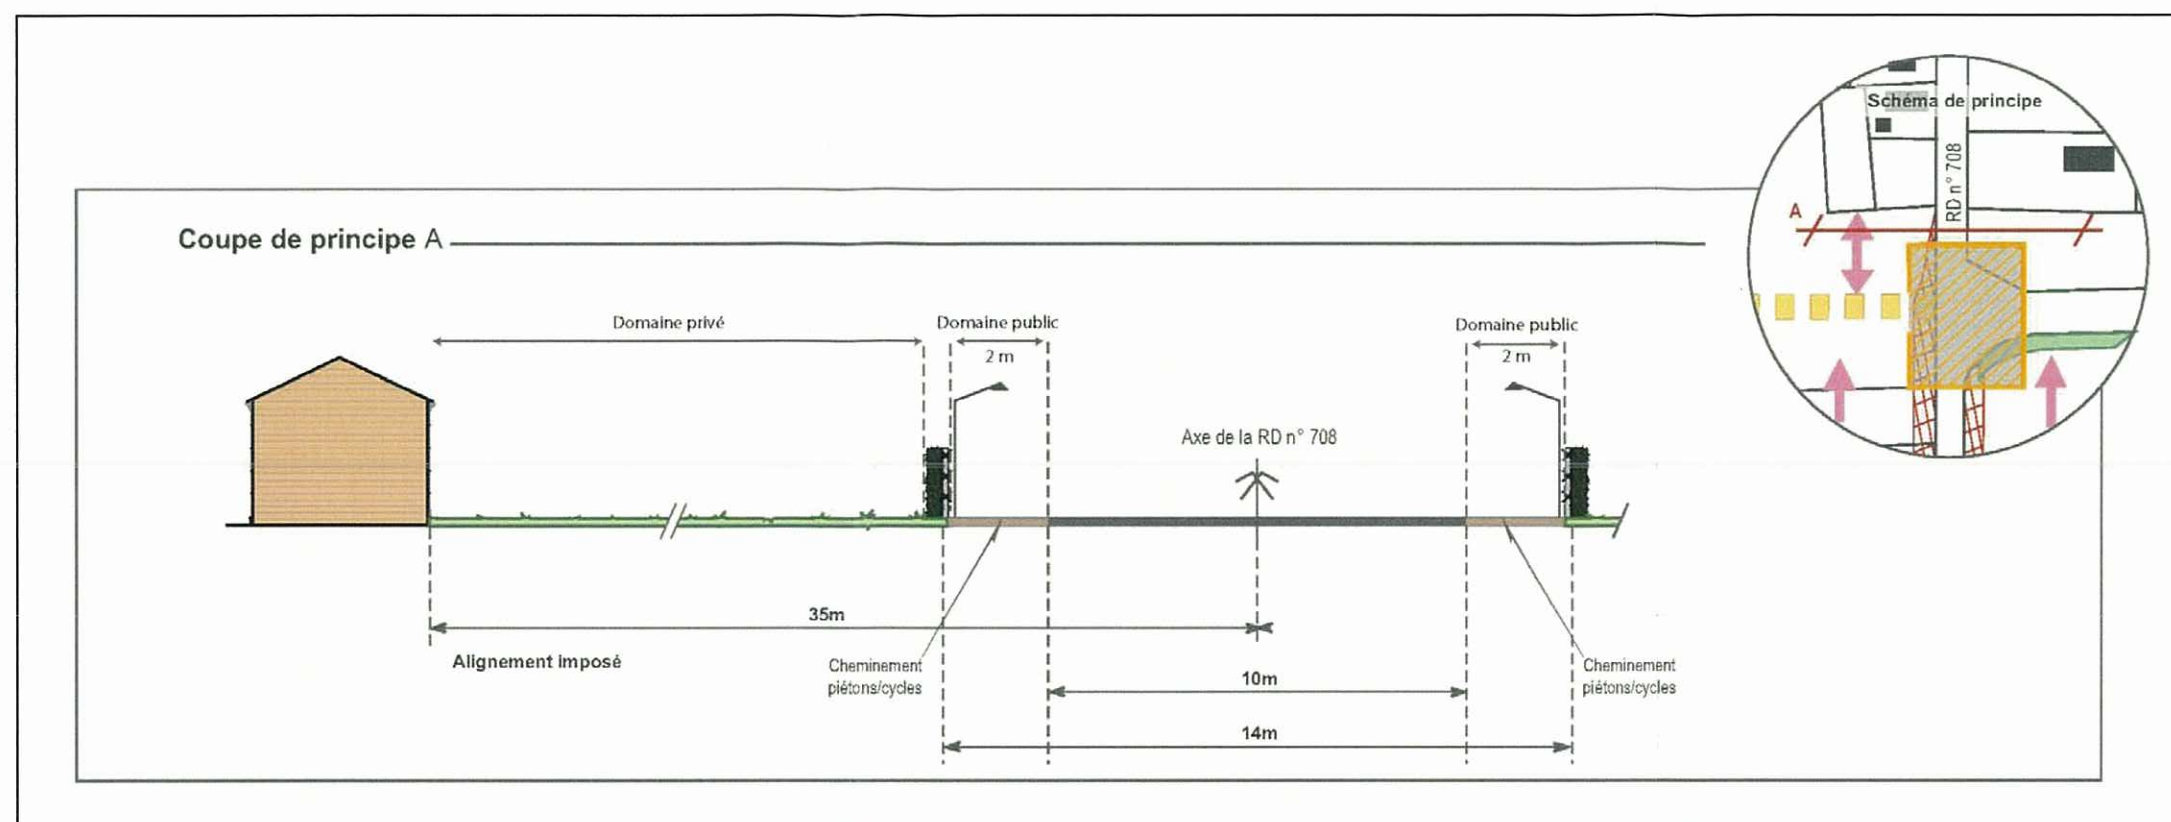 Schéma de principe
RD n° 708
A
Coupe de principe A
Domaine privé
Domaine public
2 m
Domaine public
2 m
Axe de la RD n° 708
35m
Alignement imposé
Cheminement
piétons/cycles
Cheminement
piétons/cycles
10m
14m